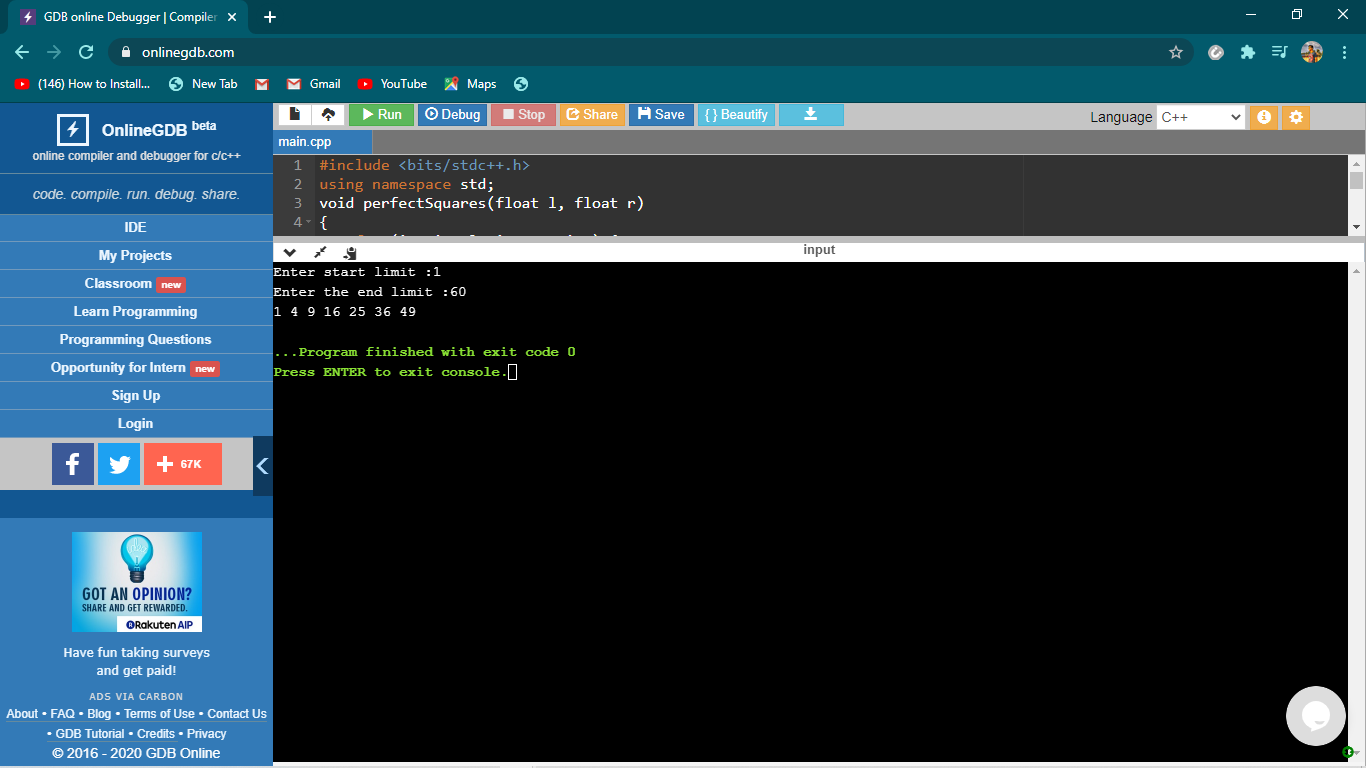 GDB online Debugger | Compiler
onlinegdb.com
(146) How to Install... New Tab Gmail YouTube Maps
OnlineGDB beta
online compiler and debugger for c/c++
code. compile. run. debug. share.
IDE
My Projects
Classroom new
Learn Programming
Programming Questions
Opportunity for Intern new
Sign Up
Login
67K
GOT AN OPINION?
SHARE AND GET REWARDED.
Rakuten AIP
Have fun taking surveys
and get paid!
ADS VIA CARBON
About • FAQ • Blog • Terms of Use • Contact Us
• GDB Tutorial • Credits • Privacy
© 2016 - 2020 GDB Online
Run Debug Stop Share Save { } Beautify Language C++
main.cpp
1 #include <bits/stdc++.h>
2 using namespace std;
3 void perfectSquares(float l, float r)
4 {
input
Enter start limit :1
Enter the end limit :60
1 4 9 16 25 36 49
...Program finished with exit code 0
Press ENTER to exit console.